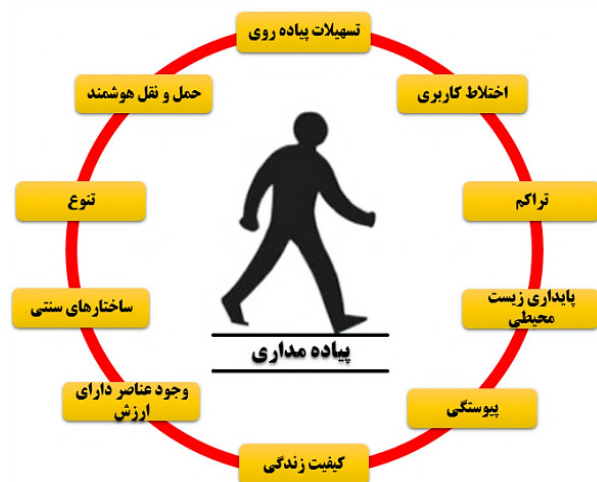 تسهیلات پیاده روی
اختلاط کاربری
تراکم
پایداری زیست
محیطی
پیوستگی
کیفیت زندگی
وجود عناصر دارای
ارزش
ساختارهای سنتی
تنوع
حمل و نقل هوشمند
پیاده مداری